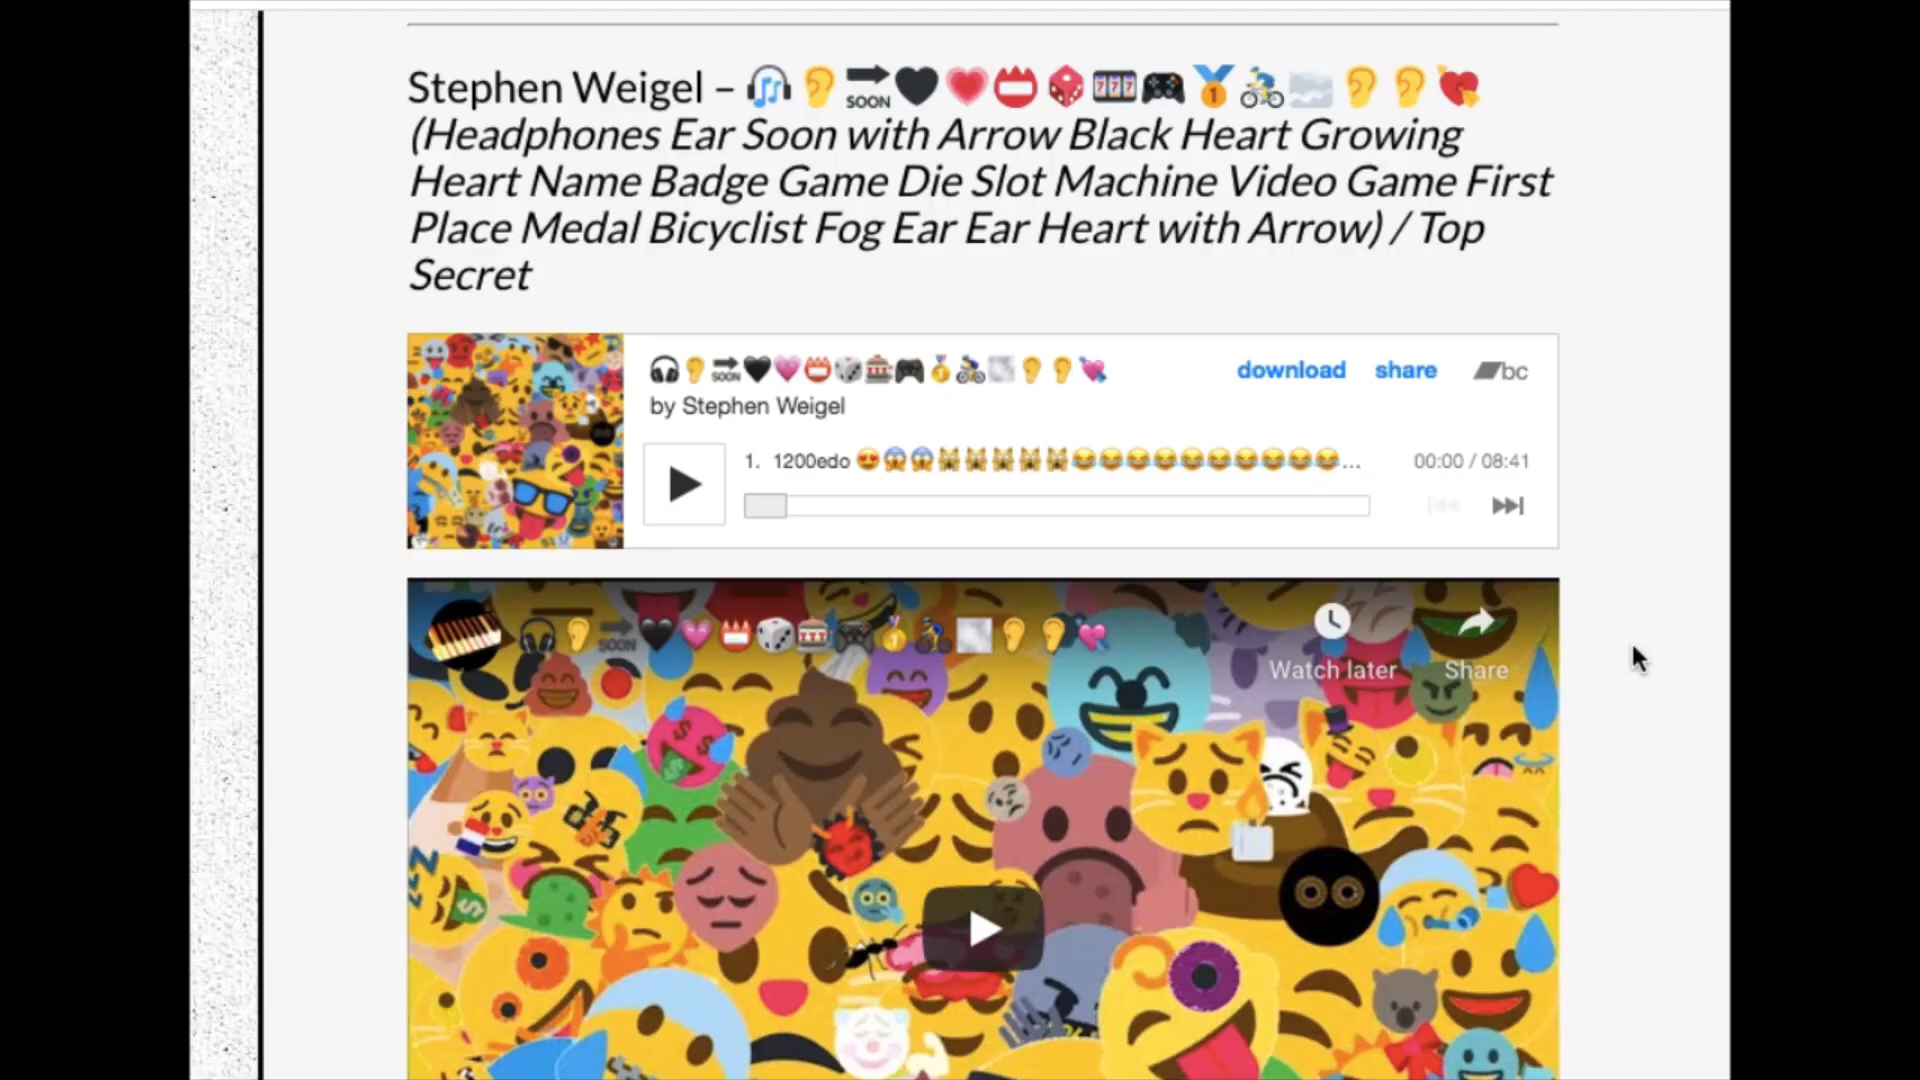 Stephen Weigel – 🎧👂🔜🖤💗📛🎲🎰🎮🥇🚴🌫👂👂💘
(Headphones Ear Soon with Arrow Black Heart Growing
Heart Name Badge Game Die Slot Machine Video Game First
Place Medal Bicyclist Fog Ear Ear Heart with Arrow) / Top
Secret
🎧👂🔜🖤💗📛🎲🎰🎮🥇🚴🌫👂👂💘 download share bc
by Stephen Weigel
1. 1200edo 😍😱😱🙀🙀🙀🙀🙀😂😂😂😂😂😂😂😂😂😂... 00:00 / 08:41
🎧👂🔜🖤💗📛🎲🎰🎮🥇🚴🌫👂👂💘
Watch later Share